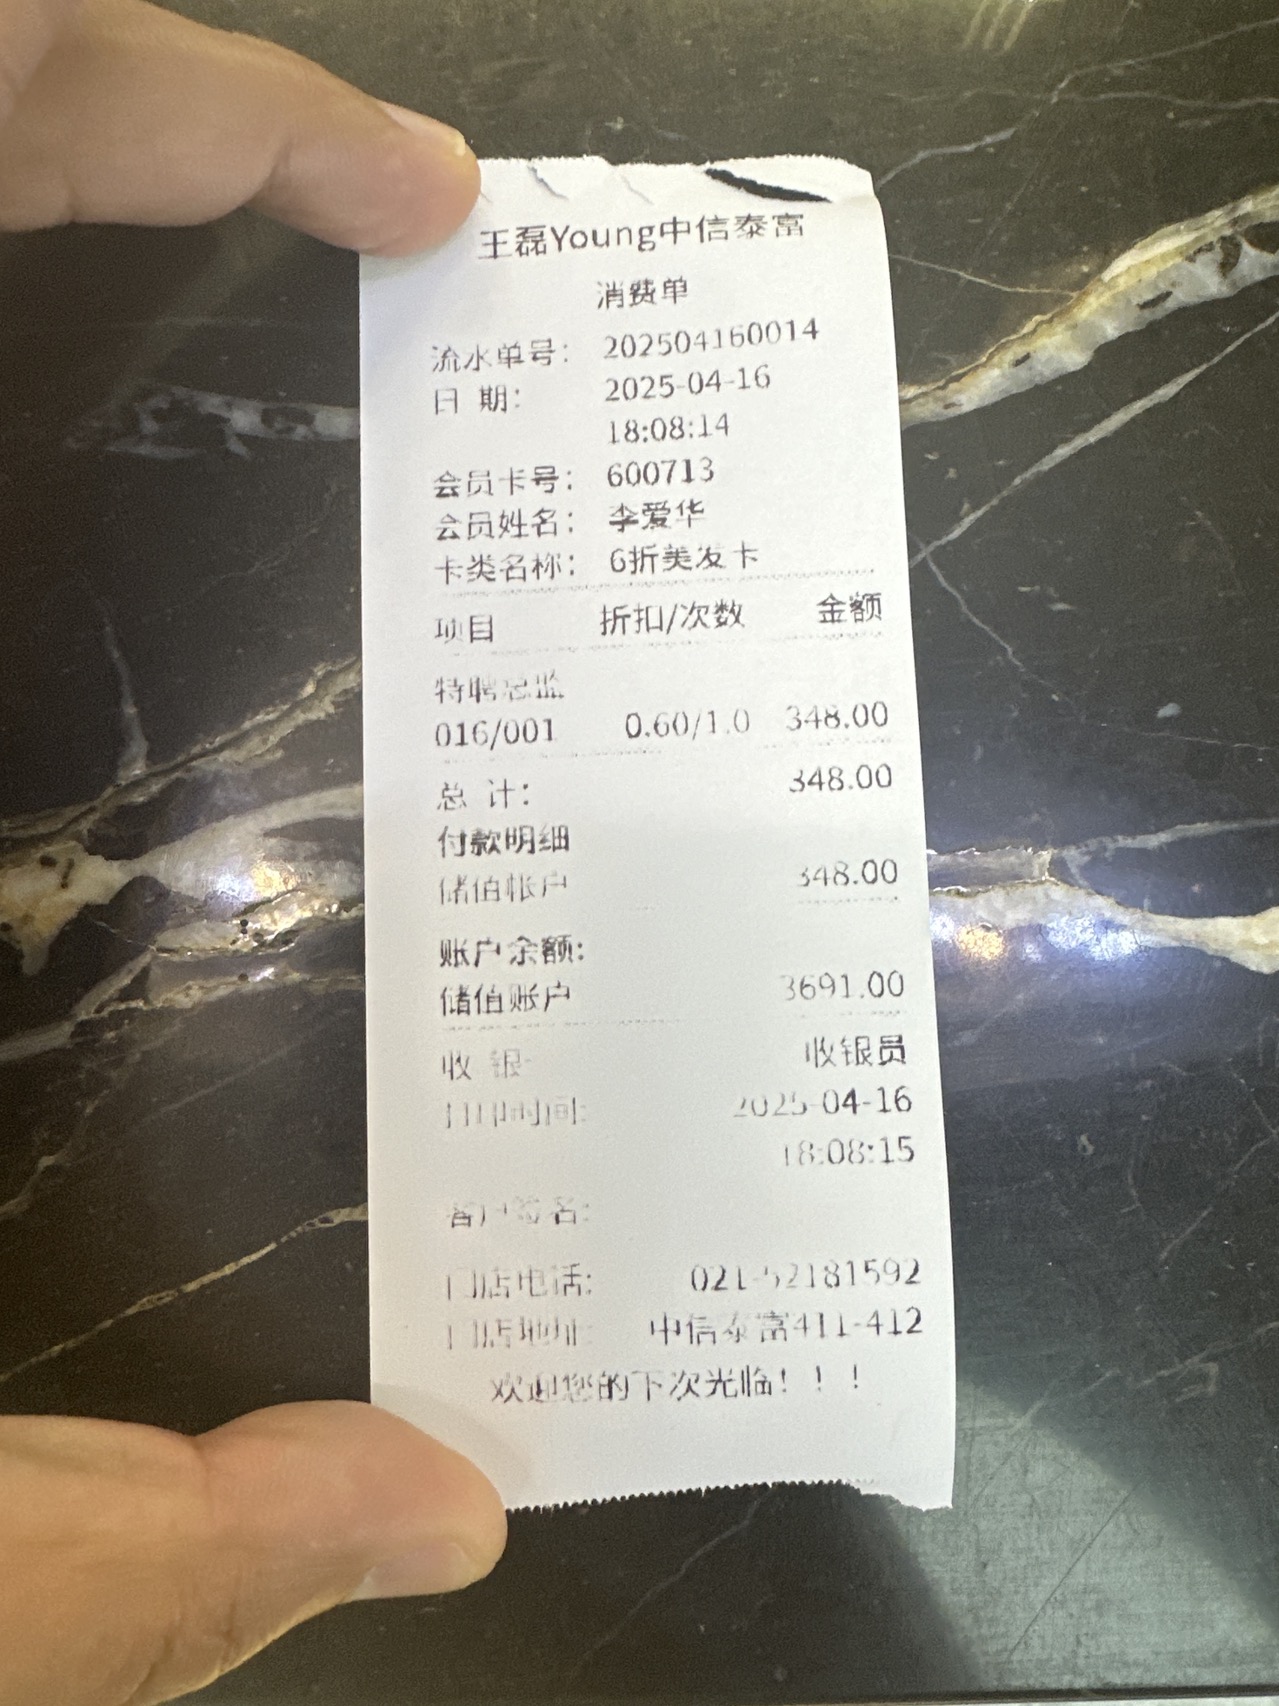 王磊Young中信泰富
消费单
流水单号： 202504160014
日 期： 2025-04-16
18:08:14
会员卡号： 600713
会员姓名： 李爱华
卡类名称： 6折美发卡
项目 折扣/次数 金额
特聘总监
016/001 0.60/1.0 348.00
总 计： 348.00
付款明细
储值帐户 348.00
账户余额:
储值账户 3691.00
收 银 收银员
打印时间: 2025-04-16
18:08:15
客户签名:
门店电话: 021-52181592
门店地址: 中信泰富411-412
欢迎您的下次光临！！！